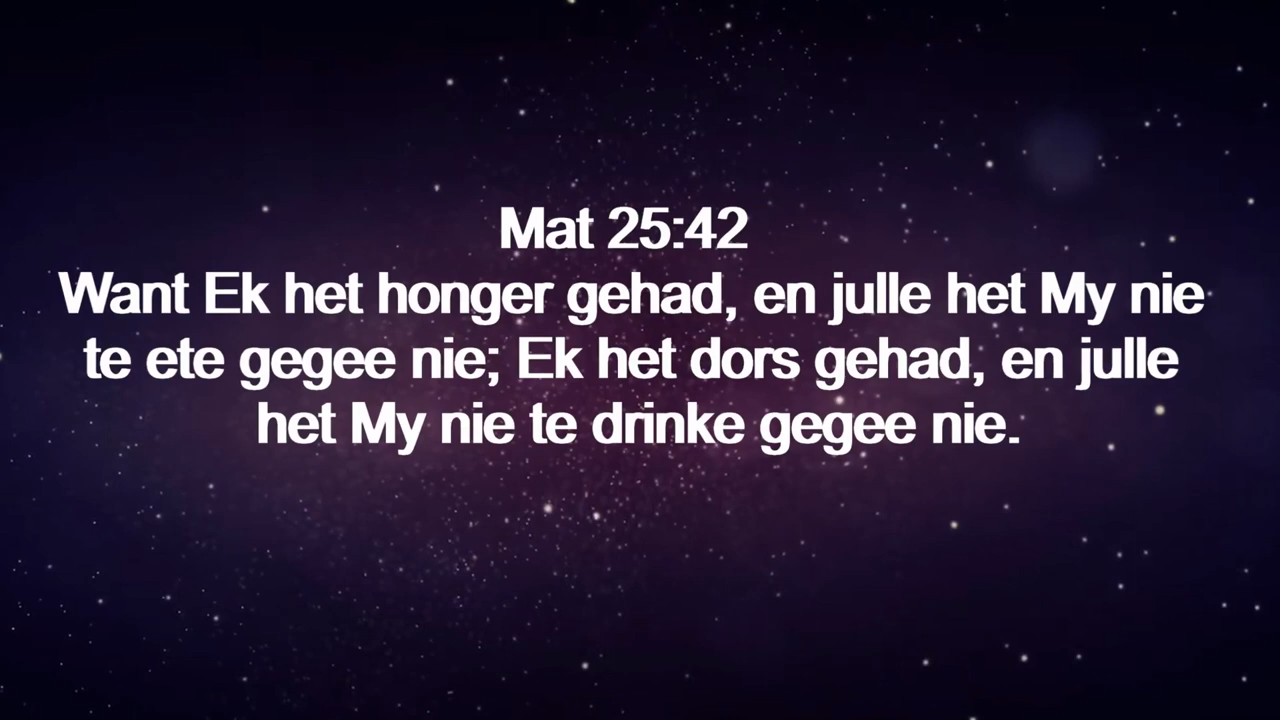 Mat 25:42
Want Ek het honger gehad, en julle het My nie
te ete gegee nie; Ek het dors gehad, en julle
het My nie te drinke gegee nie.